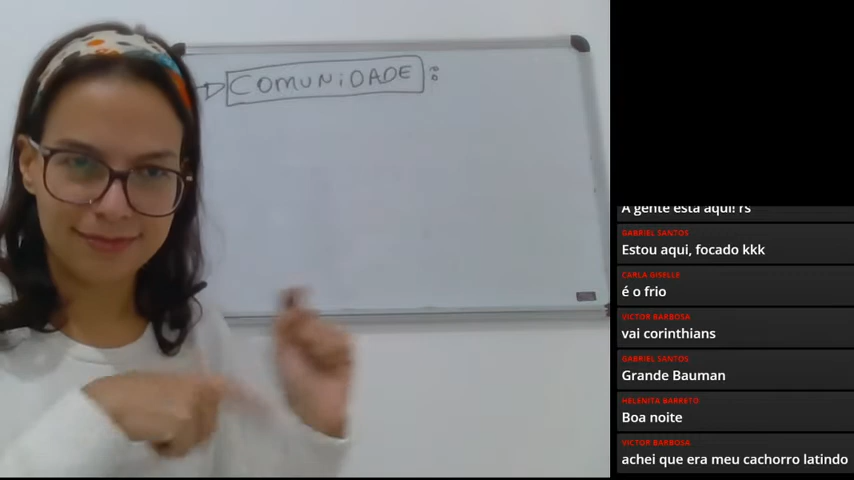 COMUNiDADE:
A gente está aqui! rs
GABRIEL SANTOS
Estou aqui, focado kkk
CARLA GISELLE
é o frio
VICTOR BARBOSA
vai corinthians
GABRIEL SANTOS
Grande Bauman
HELENITA BARRETO
Boa noite
VICTOR BARBOSA
achei que era meu cachorro latindo